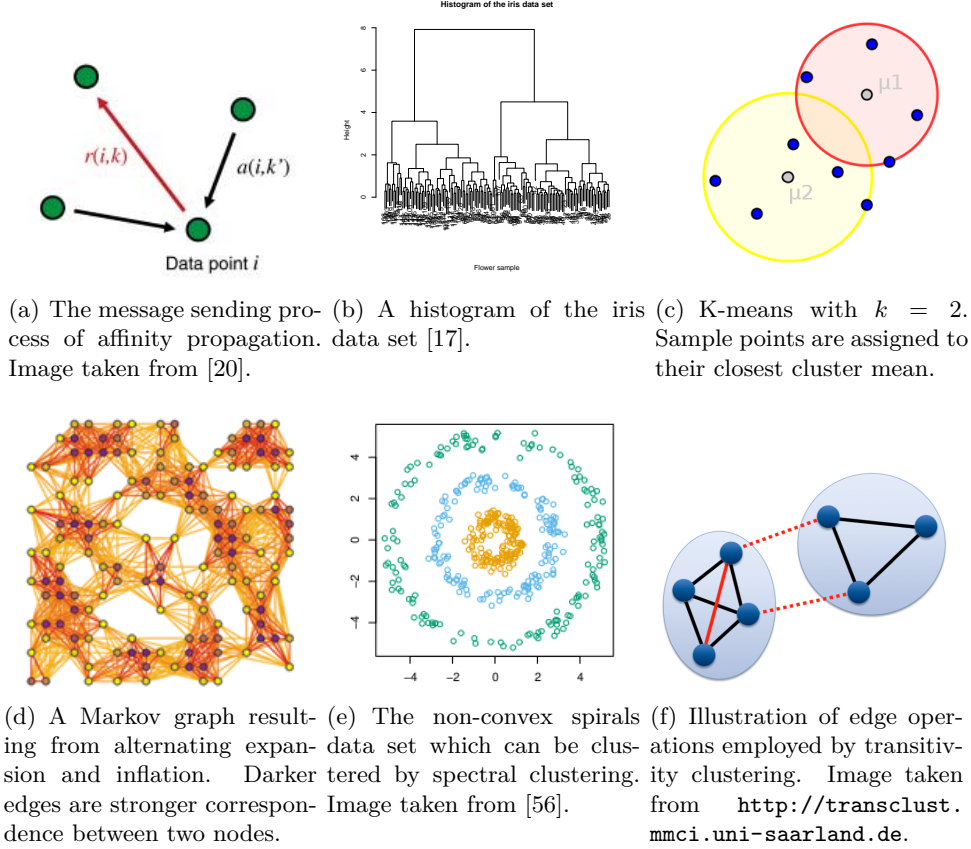 r(i,k)
a(i,k')
Data point i
Histogram of the iris data set
Height
0
2
4
6
8
Flower sample
μ1
μ2
(a) The message sending pro-
cess of affinity propagation.
Image taken from [20].
(b) A histogram of the iris
data set [17].
(c) K-means with k = 2.
Sample points are assigned to
their closest cluster mean.
4
2
0
−2
−4
−4
−2
0
2
4
(d) A Markov graph result-
ing from alternating expan-
sion and inflation. Darker
edges are stronger correspon-
dence between two nodes.
(e) The non-convex spirals
data set which can be clus-
tered by spectral clustering.
Image taken from [56].
(f) Illustration of edge oper-
ations employed by transitiv-
ity clustering. Image taken
from http://transclust.
mmci.uni-saarland.de.